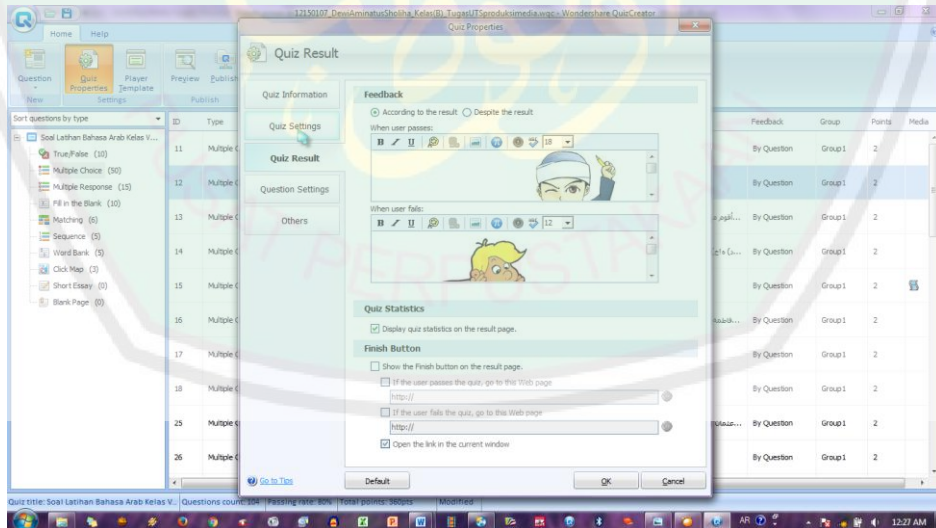 12150107_DewiAminatusSholiha_Kelas(B)_TugasUTSproduksimedia.wqc - Wondershare QuizCreator
Home Help
Question
New
Quiz Properties
Player Template
Settings
Preview
Publish
Publish
Sort questions by type
Soal Latihan Bahasa Arab Kelas V...
True/False (10)
Multiple Choice (50)
Multiple Response (15)
Fill in the Blank (10)
Matching (6)
Sequence (5)
Word Bank (5)
Click Map (3)
Short Essay (0)
Blank Page (0)
ID Type Feedback Group Points Media
11 Multiple C By Question Group1 2
12 Multiple C By Question Group1 2
13 Multiple C By Question Group1 2
14 Multiple C By Question Group1 2
15 Multiple C By Question Group1 2
16 Multiple C By Question Group1 2
17 Multiple C By Question Group1 2
18 Multiple C By Question Group1 2
25 Multiple C By Question Group1 2
26 Multiple C By Question Group1 2
Quiz Properties
Quiz Result
Quiz Information
Quiz Settings
Quiz Result
Question Settings
Others
Feedback
According to the result Despite the result
When user passes:
B I U 18
When user fails:
B I U 12
Quiz Statistics
Display quiz statistics on the result page.
Finish Button
Show the Finish button on the result page.
If the user passes the quiz, go to this Web page
http://
If the user fails the quiz, go to this Web page
http://
Open the link in the current window
Go to Tips
Default
OK
Cancel
Quiz title: Soal Latihan Bahasa Arab Kelas V... Questions count: 104 Passing rate: 80% Total points: 360pts Modified
AR
12:27 AM
PUSAT PERPUSTAKAAN